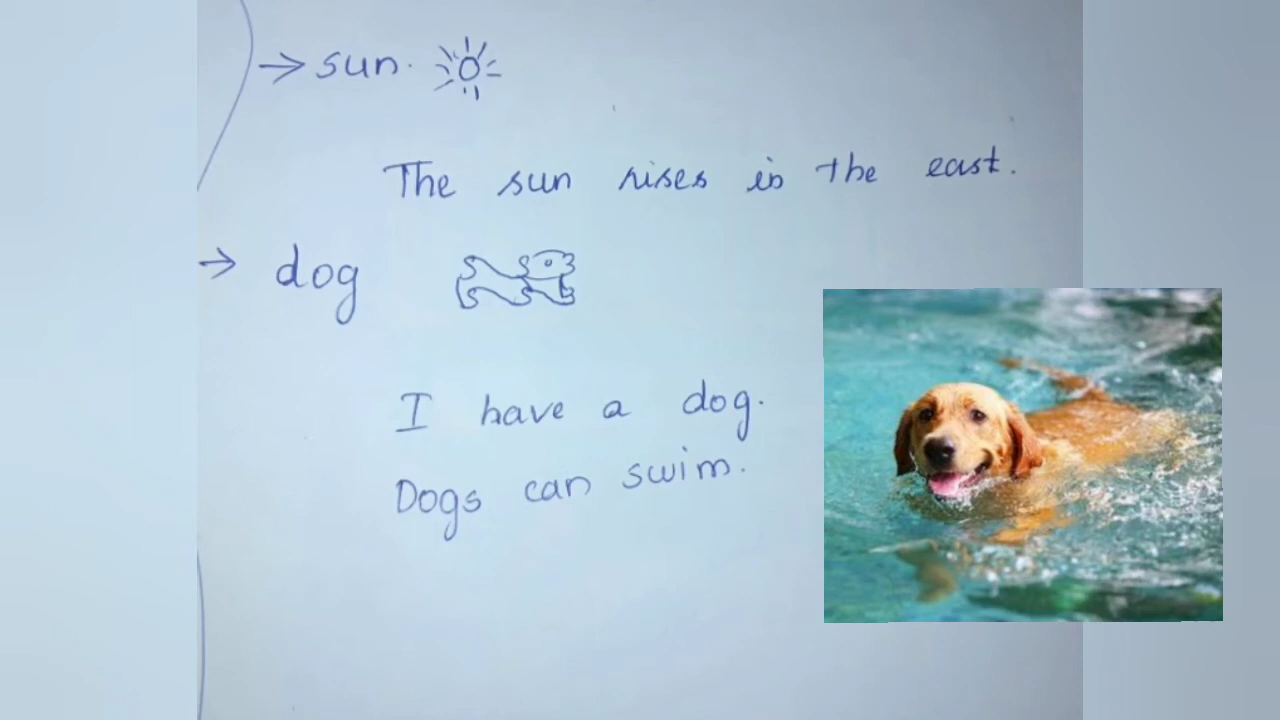 → sun.
The sun rises in the east.
→ dog
I have a dog.
Dogs can swim.